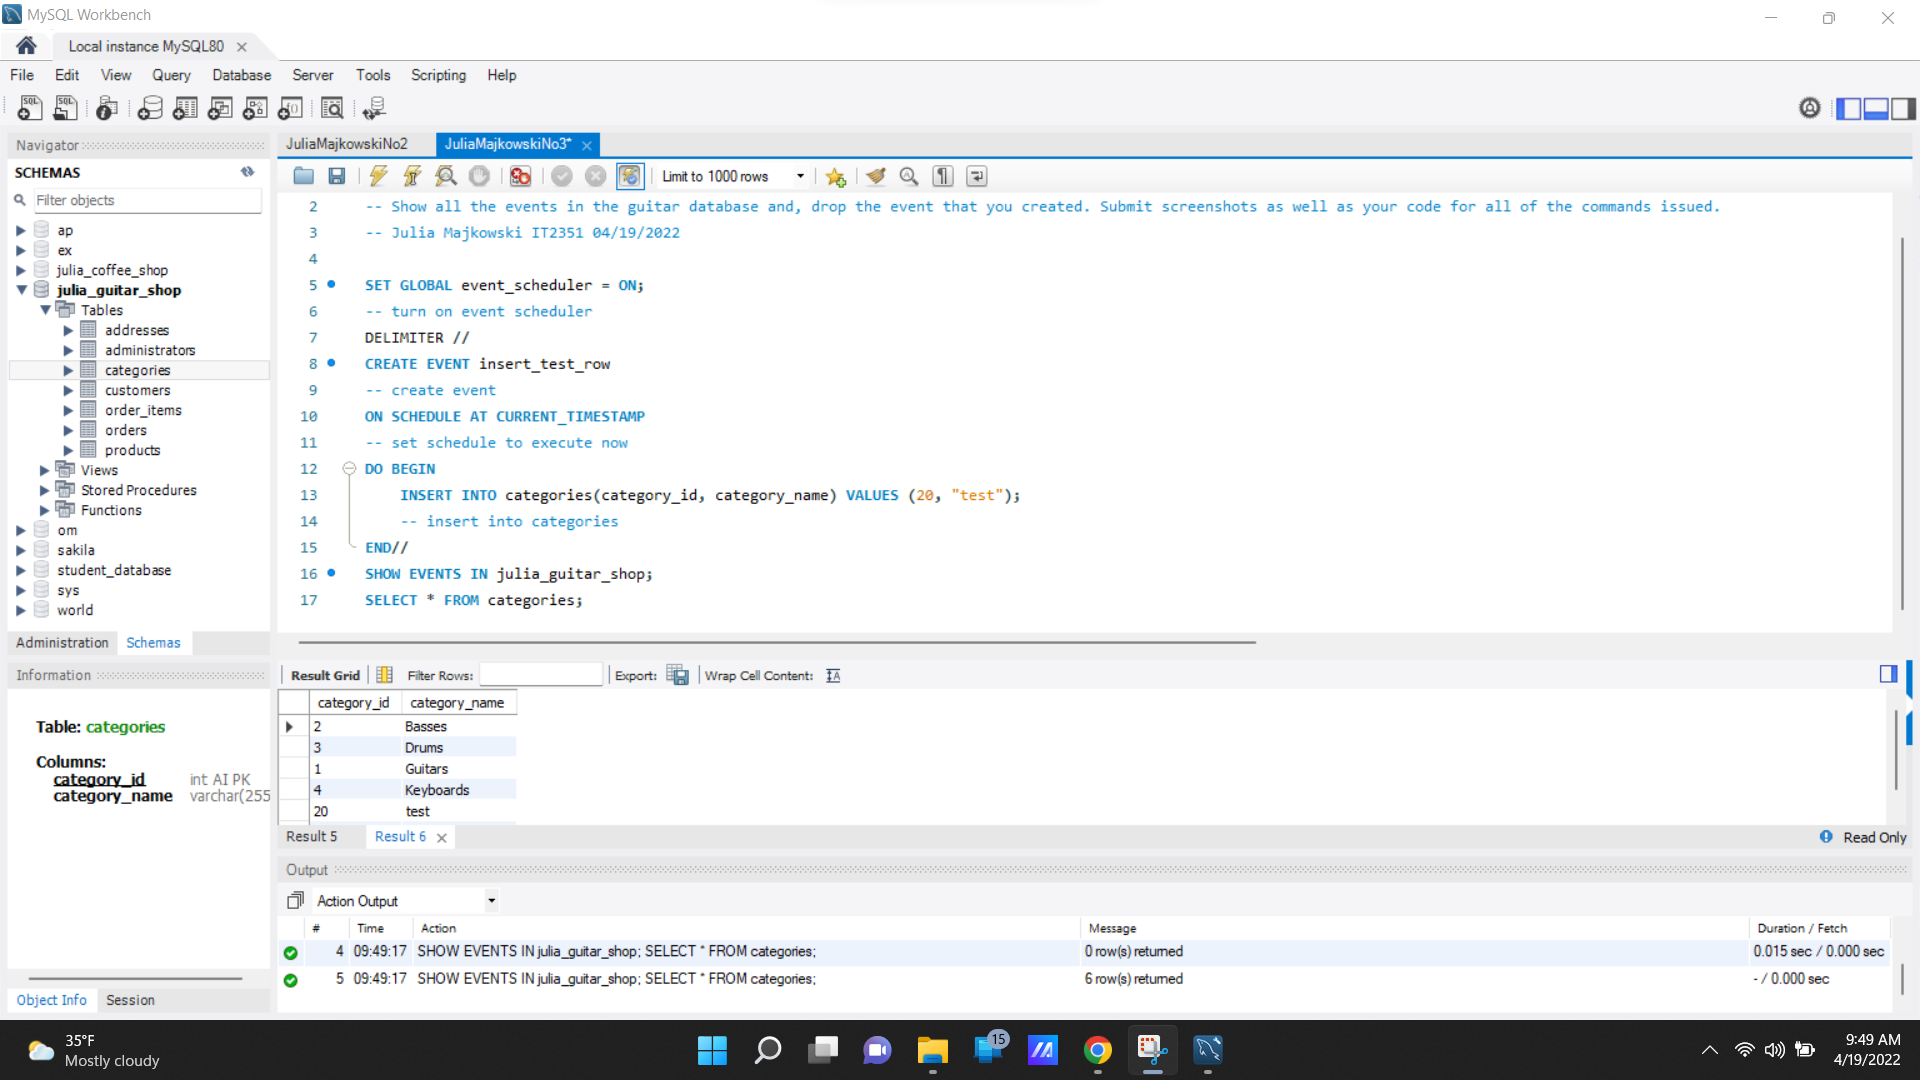 MySQL Workbench
Local instance MySQL80
File Edit View Query Database Server Tools Scripting Help
Navigator
SCHEMAS
Filter objects
ap
ex
julia_coffee_shop
julia_guitar_shop
Tables
addresses
administrators
categories
customers
order_items
orders
products
Views
Stored Procedures
Functions
om
sakila
student_database
sys
world
Administration Schemas
Information
Table: categories
Columns:
category_id int AI PK
category_name varchar(255
Object Info Session
JuliaMajkowskiNo2 JuliaMajkowskiNo3*
Limit to 1000 rows
2 -- Show all the events in the guitar database and, drop the event that you created. Submit screenshots as well as your code for all of the commands issued.
3 -- Julia Majkowski IT2351 04/19/2022
4
5 SET GLOBAL event_scheduler = ON;
6 -- turn on event scheduler
7 DELIMITER //
8 CREATE EVENT insert_test_row
9 -- create event
10 ON SCHEDULE AT CURRENT_TIMESTAMP
11 -- set schedule to execute now
12 DO BEGIN
13 INSERT INTO categories(category_id, category_name) VALUES (20, "test");
14 -- insert into categories
15 END//
16 SHOW EVENTS IN julia_guitar_shop;
17 SELECT * FROM categories;
Result Grid Filter Rows: Export: Wrap Cell Content:
category_id category_name
2 Basses
3 Drums
1 Guitars
4 Keyboards
20 test
Result 5 Result 6 Read Only
Output
Action Output
# Time Action Message Duration / Fetch
4 09:49:17 SHOW EVENTS IN julia_guitar_shop; SELECT * FROM categories; 0 row(s) returned 0.015 sec / 0.000 sec
5 09:49:17 SHOW EVENTS IN julia_guitar_shop; SELECT * FROM categories; 6 row(s) returned - / 0.000 sec
35°F
Mostly cloudy
15
9:49 AM
4/19/2022